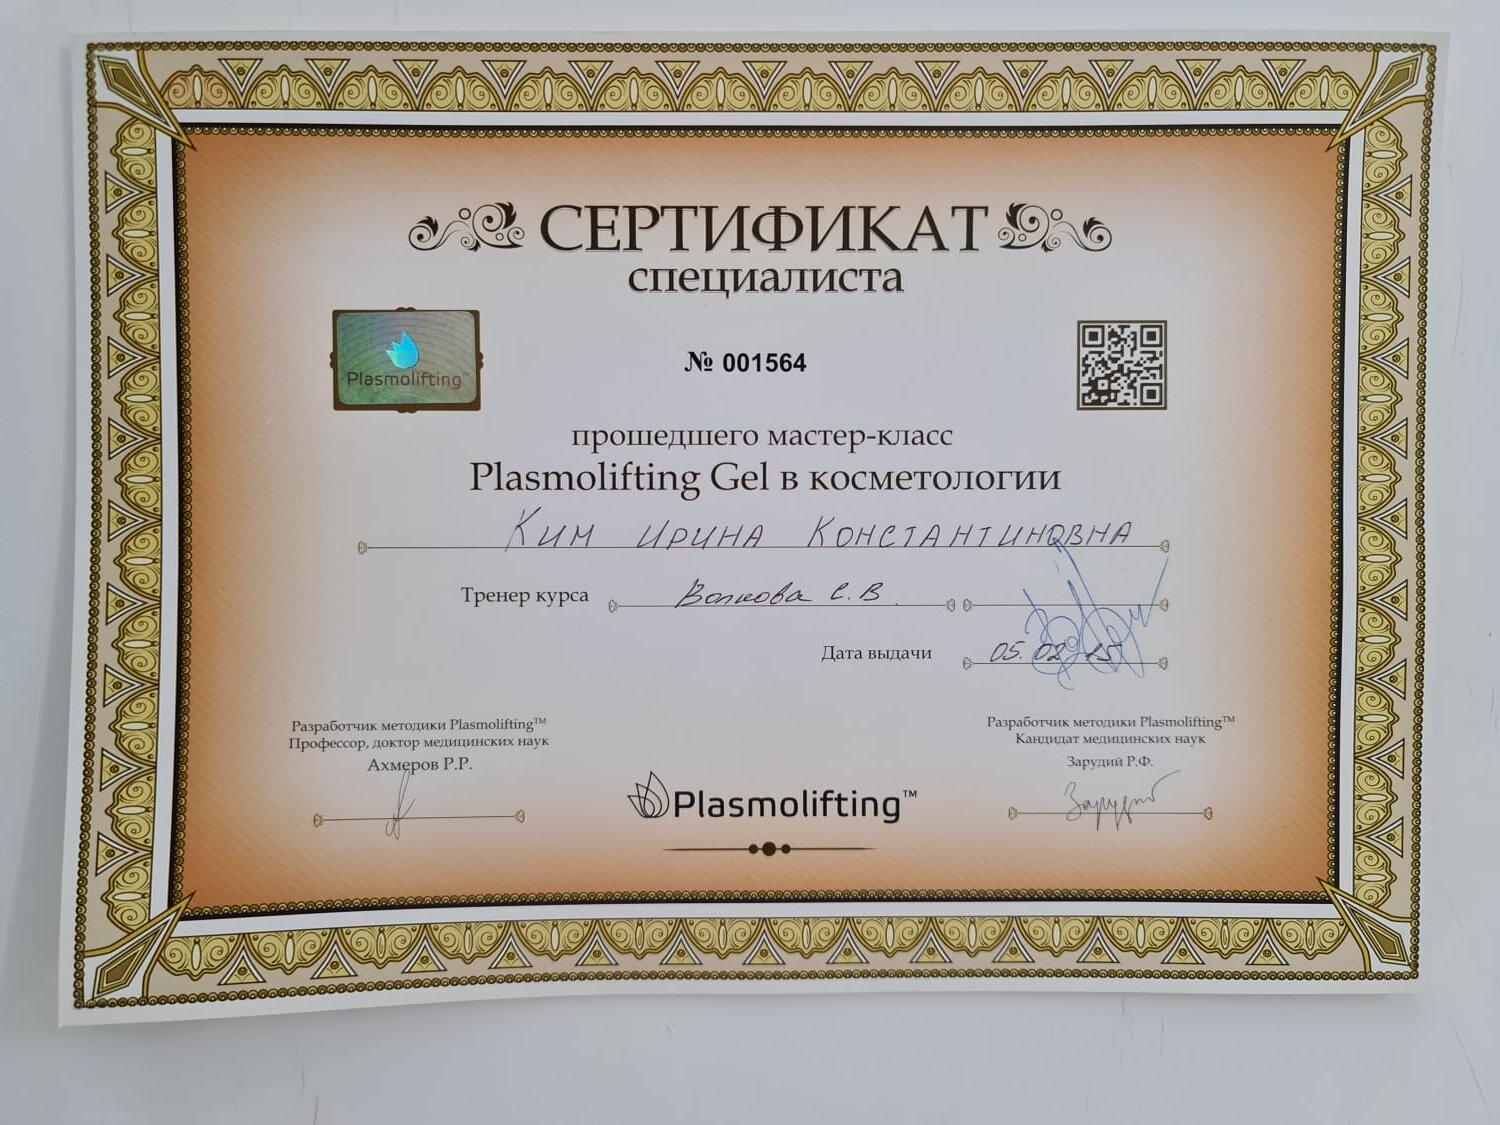 СЕРТИФИКАТ
специалиста
Plasmolifting™
№ 001564
прошедшего мастер-класс
Plasmolifting Gel в косметологии
Ким Ирина Константиновна
Тренер курса Волкова С.В.
Дата выдачи 05.02.15
Разработчик методики Plasmolifting™
Профессор, доктор медицинских наук
Ахмеров Р.Р.
Разработчик методики Plasmolifting™
Кандидат медицинских наук
Зарудий Р.Ф.
Plasmolifting™